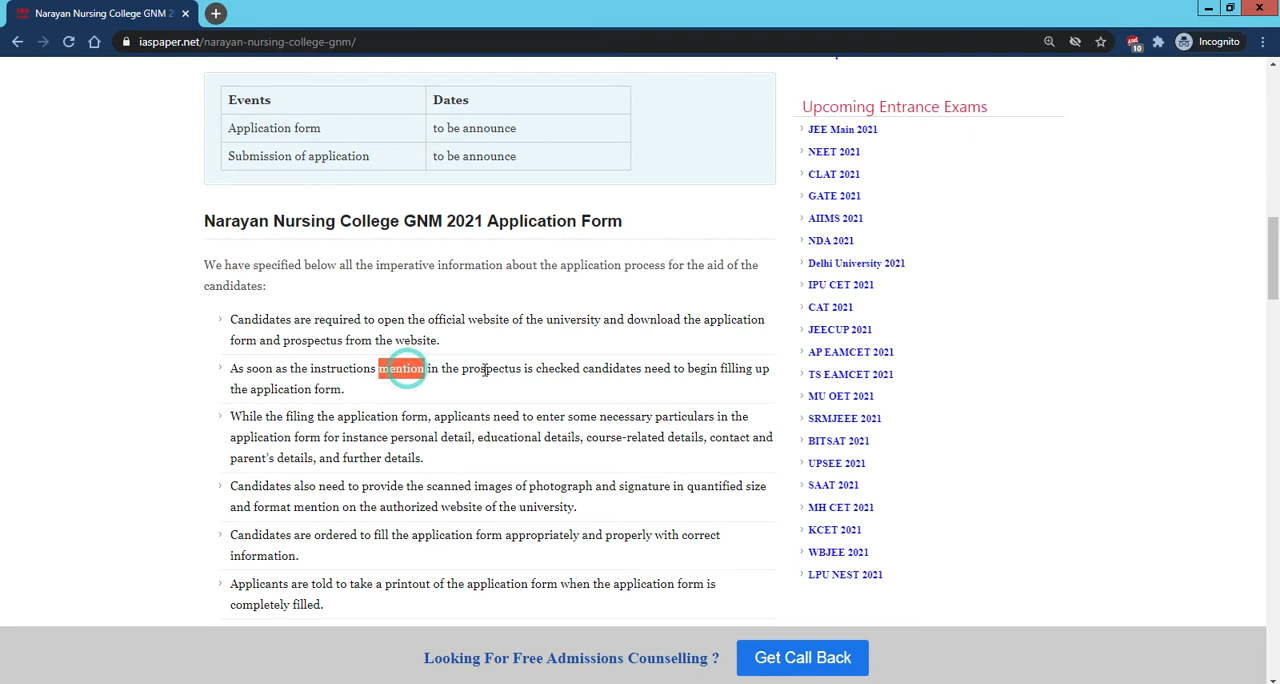 Narayan Nursing College GNM 2
iaspaper.net/narayan-nursing-college-gnm/
10
Incognito
Events Dates
Application form to be announce
Submission of application to be announce
Narayan Nursing College GNM 2021 Application Form
We have specified below all the imperative information about the application process for the aid of the
candidates:
Candidates are required to open the official website of the university and download the application
form and prospectus from the website.
As soon as the instructions mention in the prospectus is checked candidates need to begin filling up
the application form.
While the filing the application form, applicants need to enter some necessary particulars in the
application form for instance personal detail, educational details, course-related details, contact and
parent's details, and further details.
Candidates also need to provide the scanned images of photograph and signature in quantified size
and format mention on the authorized website of the university.
Candidates are ordered to fill the application form appropriately and properly with correct
information.
Applicants are told to take a printout of the application form when the application form is
completely filled.
Upcoming Entrance Exams
JEE Main 2021
NEET 2021
CLAT 2021
GATE 2021
AIIMS 2021
NDA 2021
Delhi University 2021
IPU CET 2021
CAT 2021
JEECUP 2021
AP EAMCET 2021
TS EAMCET 2021
MU OET 2021
SRMJEEE 2021
BITSAT 2021
UPSEE 2021
SAAT 2021
MH CET 2021
KCET 2021
WBJEE 2021
LPU NEST 2021
Looking For Free Admissions Counselling ?
Get Call Back